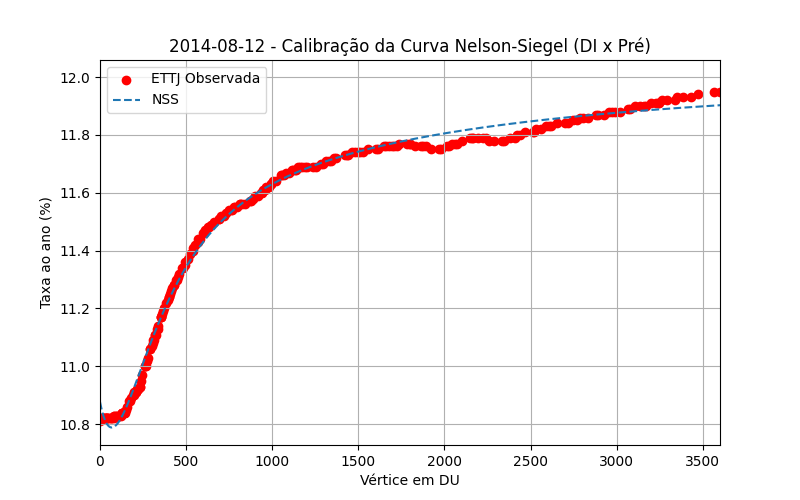 2014-08-12 - Calibração da Curva Nelson-Siegel (DI x Pré)
ETTJ Observada
NSS
Taxa ao ano (%)
12.0
11.8
11.6
11.4
11.2
11.0
10.8
0 500 1000 1500 2000 2500 3000 3500
Vértice em DU